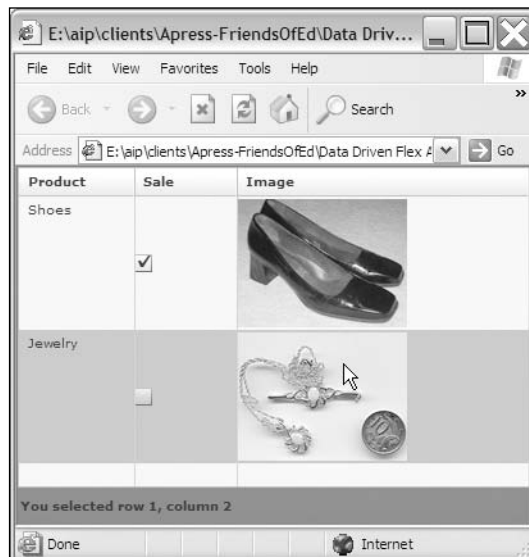 E:\aip\clients\Apress-FriendsOfEd\Data Driv...
File Edit View Favorites Tools Help
Back Search
»
Address E:\aip\clients\Apress-FriendsOfEd\Data Driven Flex A Go
Product Sale Image
Shoes
Jewelry
10
You selected row 1, column 2
Done Internet